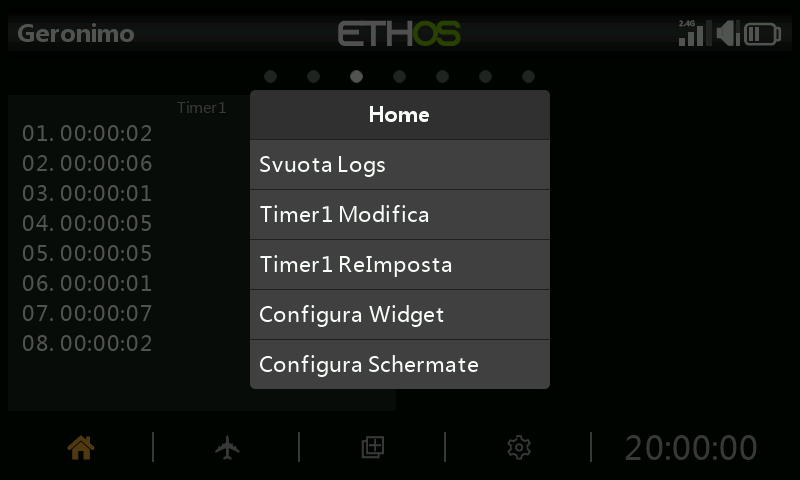 Geronimo
ETHOS
2.4G
Timer1
01. 00:00:02
02. 00:00:06
03. 00:00:01
04. 00:00:05
05. 00:00:05
06. 00:00:01
07. 00:00:07
08. 00:00:02
Home
Svuota Logs
Timer1 Modifica
Timer1 ReImposta
Configura Widget
Configura Schermate
20:00:00